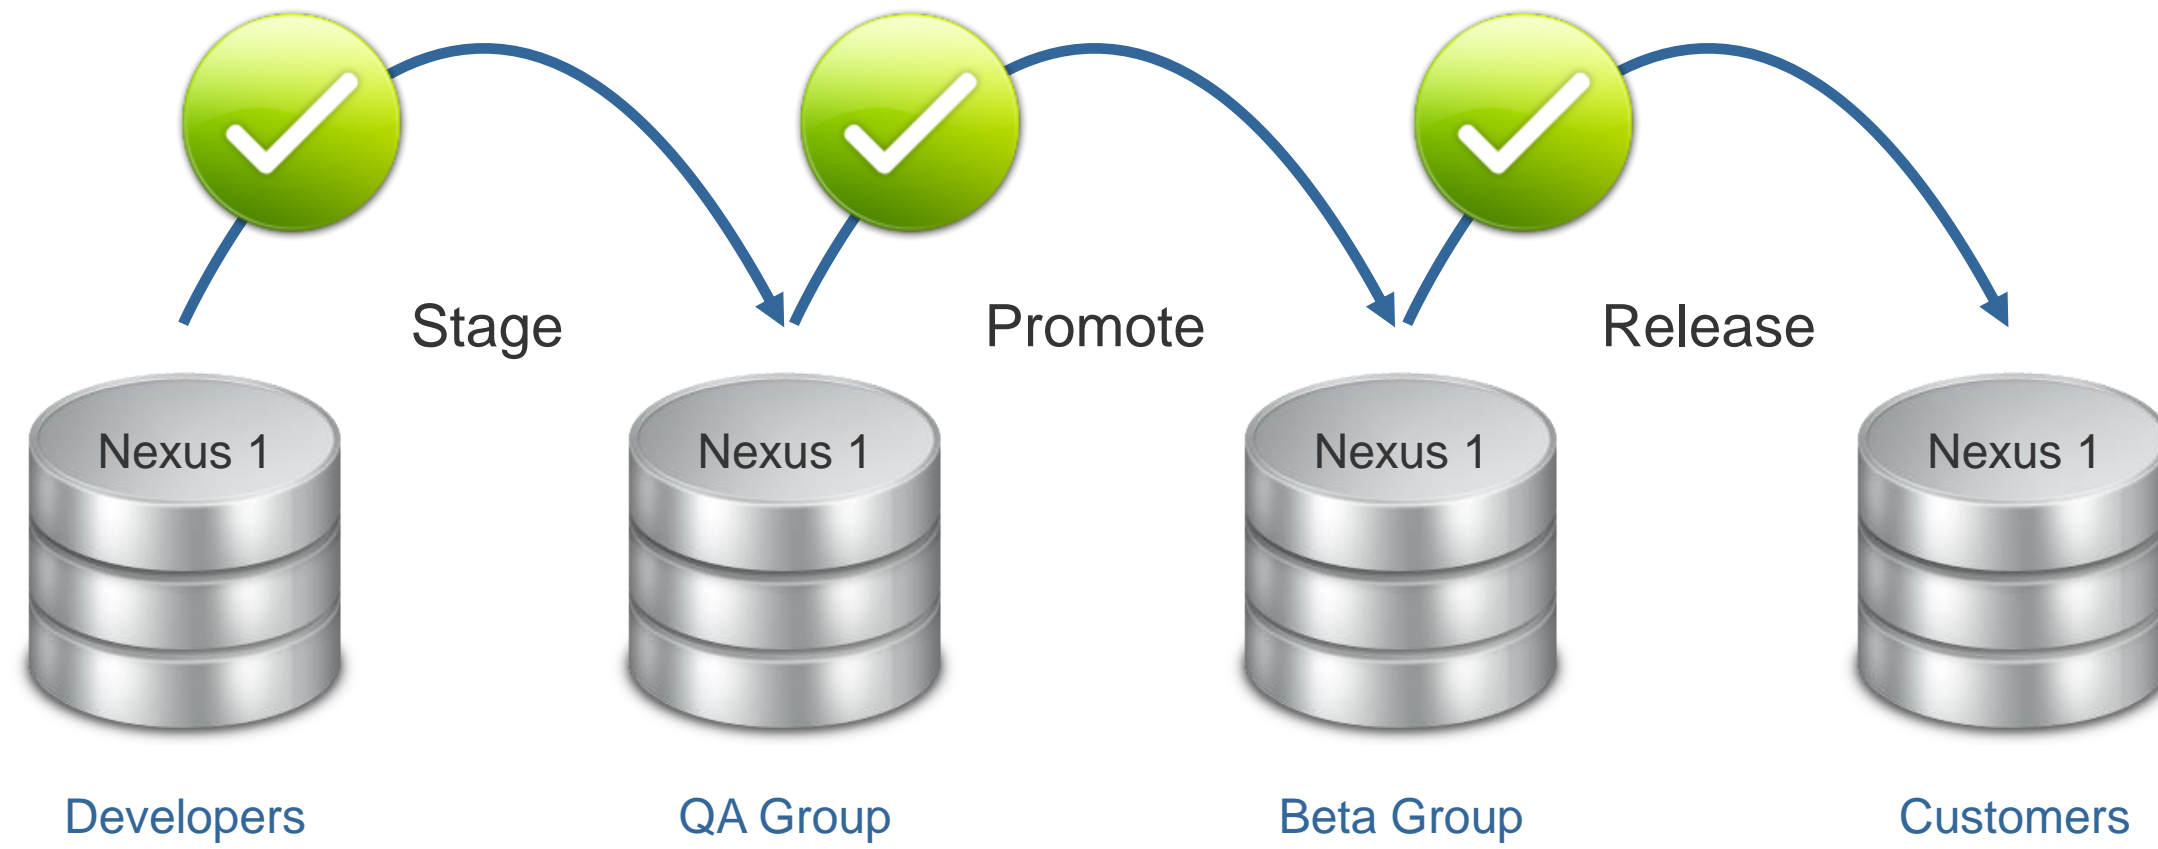 Stage
Promote
Release
Nexus 1
Nexus 1
Nexus 1
Nexus 1
Developers
QA Group
Beta Group
Customers